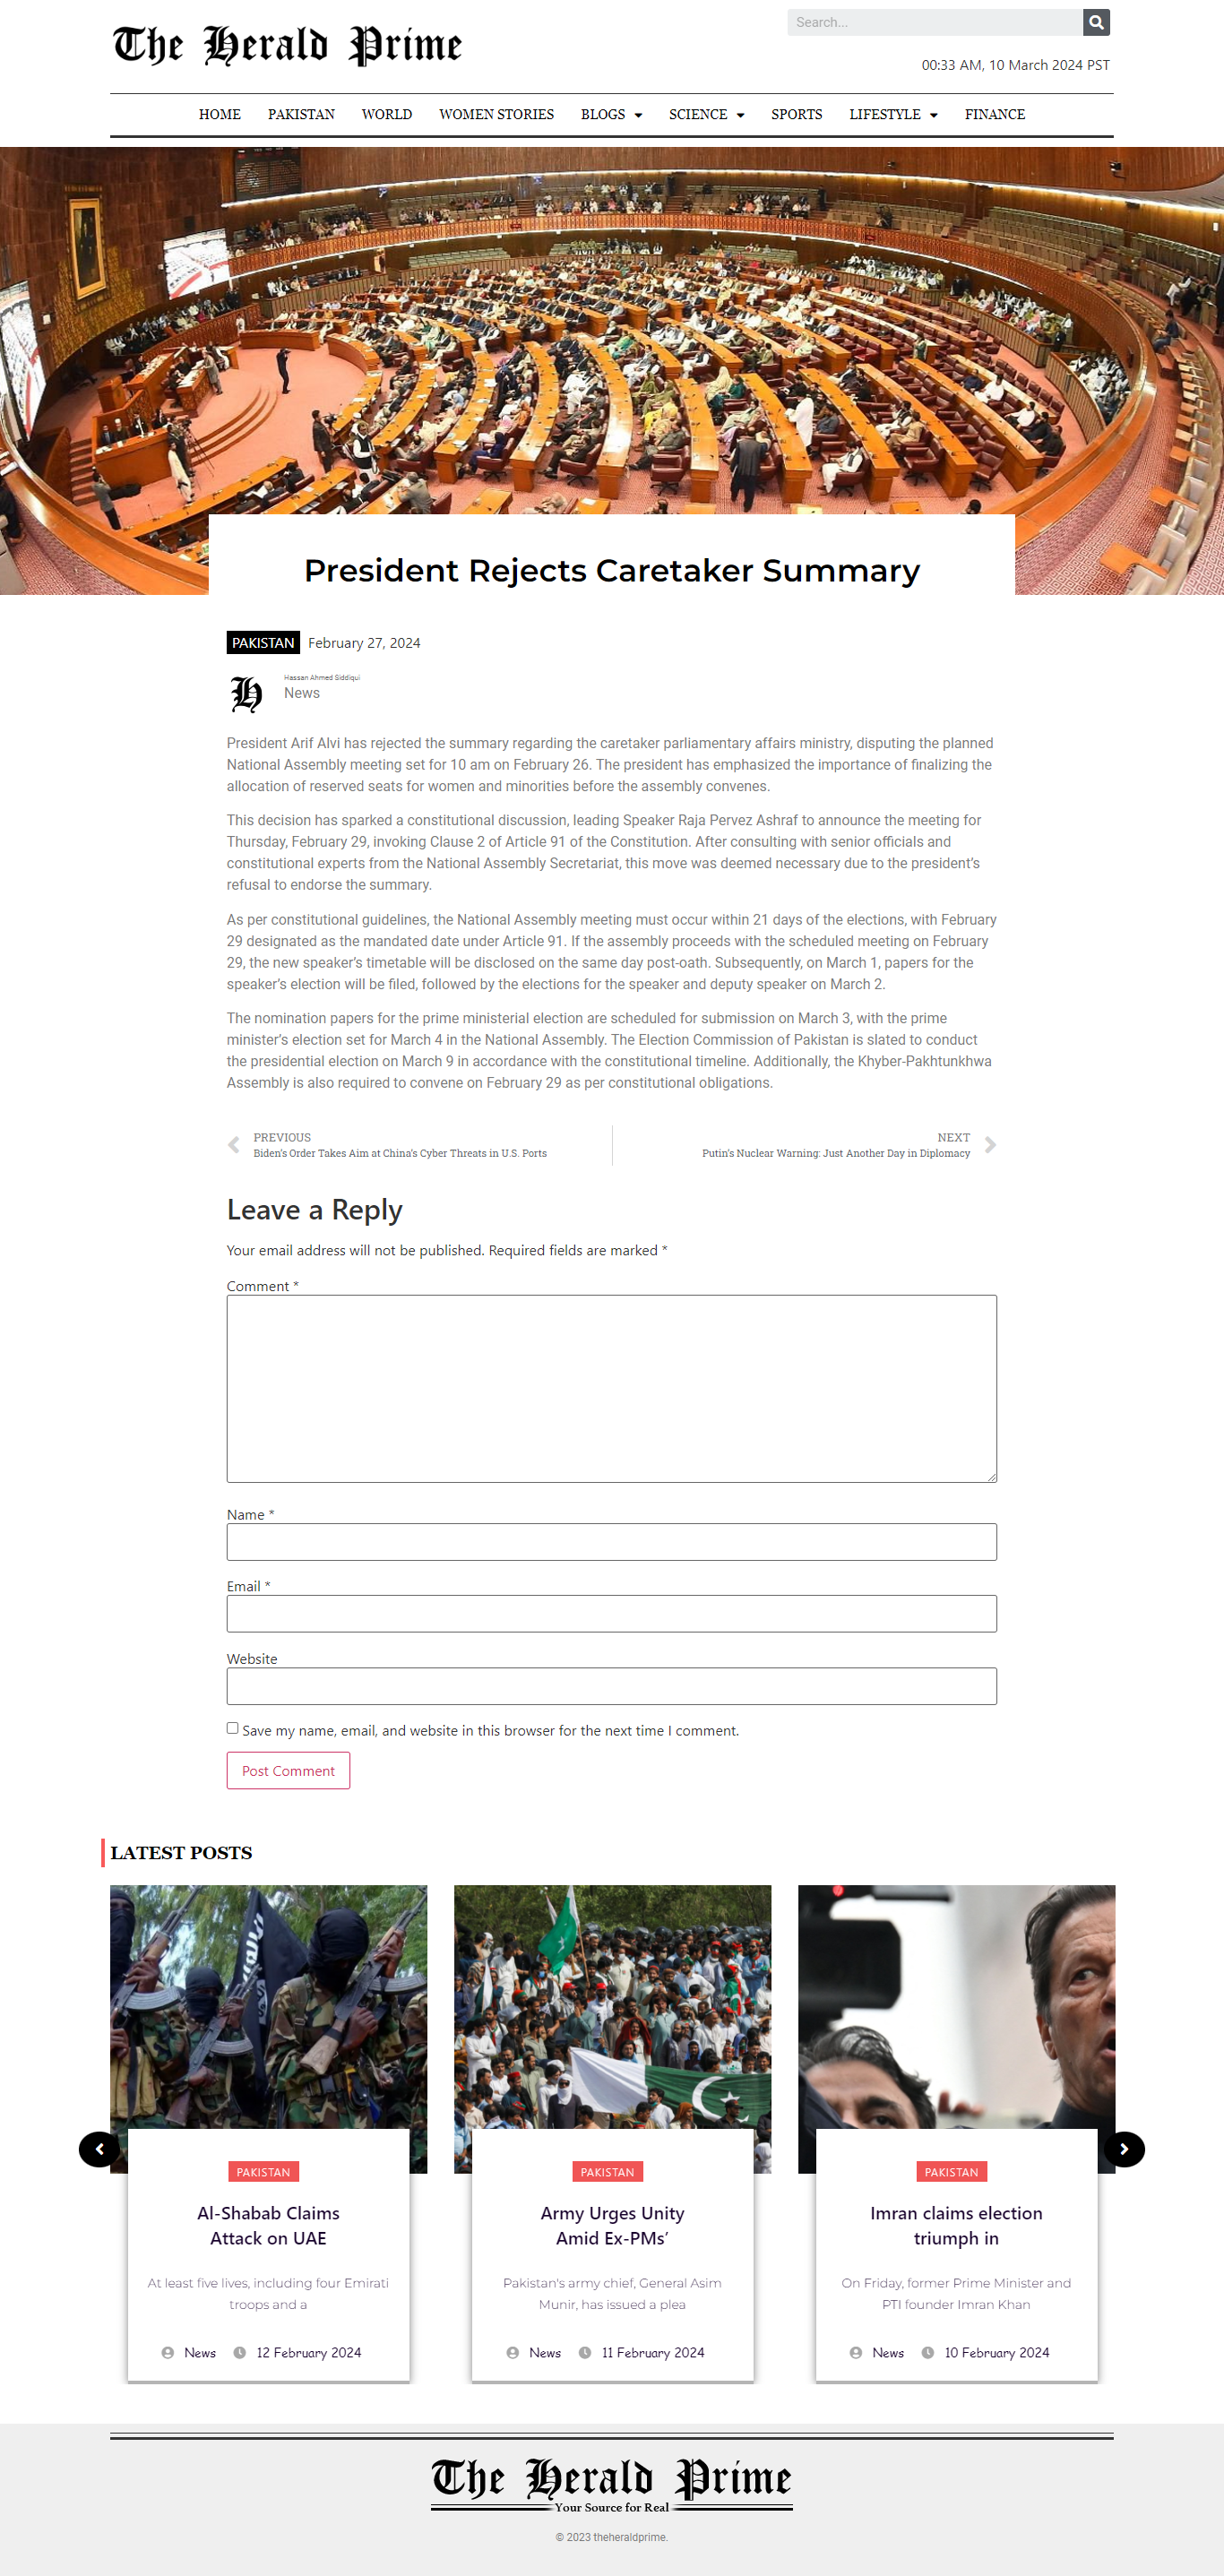 The Herald Prime
Search...
00:33 AM, 10 March 2024 PST
HOME PAKISTAN WORLD WOMEN STORIES BLOGS SCIENCE SPORTS LIFESTYLE FINANCE
President Rejects Caretaker Summary
PAKISTAN February 27, 2024
Hassan Ahmed Siddiqui
News
President Arif Alvi has rejected the summary regarding the caretaker parliamentary affairs ministry, disputing the planned
National Assembly meeting set for 10 am on February 26. The president has emphasized the importance of finalizing the
allocation of reserved seats for women and minorities before the assembly convenes.
This decision has sparked a constitutional discussion, leading Speaker Raja Pervez Ashraf to announce the meeting for
Thursday, February 29, invoking Clause 2 of Article 91 of the Constitution. After consulting with senior officials and
constitutional experts from the National Assembly Secretariat, this move was deemed necessary due to the president’s
refusal to endorse the summary.
As per constitutional guidelines, the National Assembly meeting must occur within 21 days of the elections, with February
29 designated as the mandated date under Article 91. If the assembly proceeds with the scheduled meeting on February
29, the new speaker’s timetable will be disclosed on the same day post-oath. Subsequently, on March 1, papers for the
speaker’s election will be filed, followed by the elections for the speaker and deputy speaker on March 2.
The nomination papers for the prime ministerial election are scheduled for submission on March 3, with the prime
minister’s election set for March 4 in the National Assembly. The Election Commission of Pakistan is slated to conduct
the presidential election on March 9 in accordance with the constitutional timeline. Additionally, the Khyber-Pakhtunkhwa
Assembly is also required to convene on February 29 as per constitutional obligations.
PREVIOUS
Biden’s Order Takes Aim at China’s Cyber Threats in U.S. Ports
NEXT
Putin’s Nuclear Warning: Just Another Day in Diplomacy
Leave a Reply
Your email address will not be published. Required fields are marked *
Comment *
Name *
Email *
Website
Save my name, email, and website in this browser for the next time I comment.
Post Comment
LATEST POSTS
PAKISTAN
Al-Shabab Claims
Attack on UAE
At least five lives, including four Emirati
troops and a
News 12 February 2024
PAKISTAN
Army Urges Unity
Amid Ex-PMs’
Pakistan's army chief, General Asim
Munir, has issued a plea
News 11 February 2024
PAKISTAN
Imran claims election
triumph in
On Friday, former Prime Minister and
PTI founder Imran Khan
News 10 February 2024
The Herald Prime
Your Source for Real
© 2023 theheraldprime.